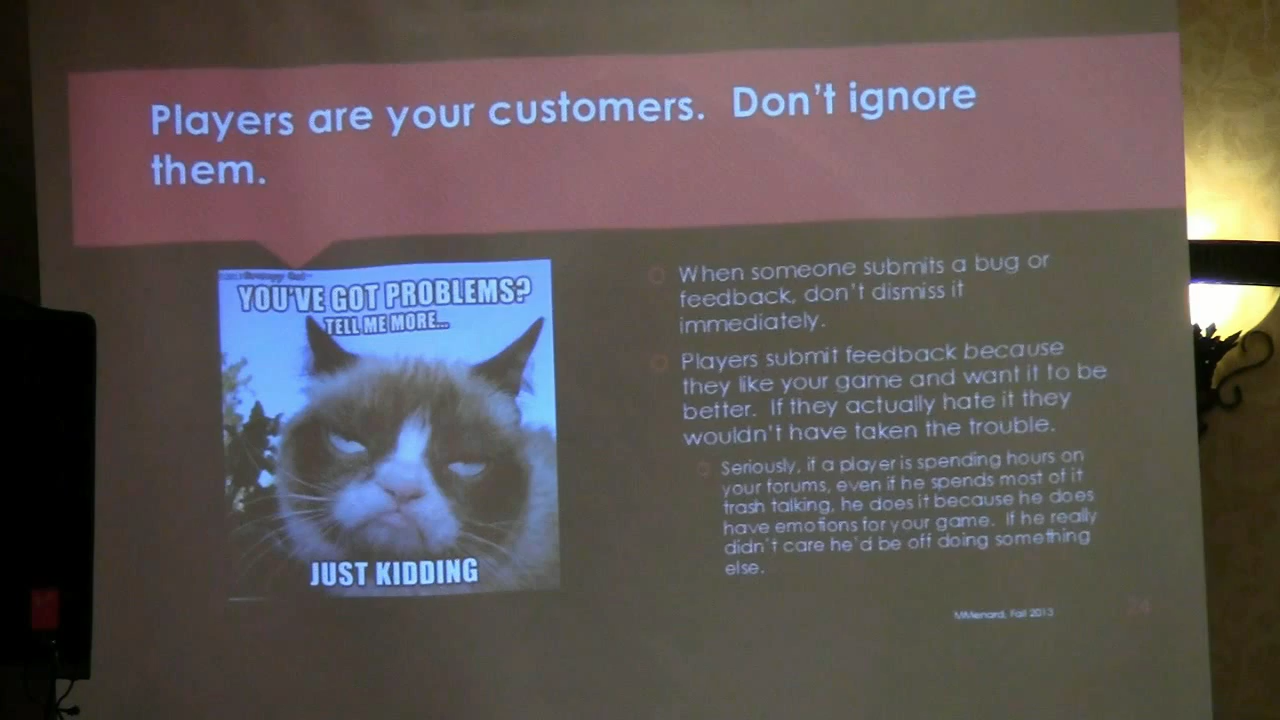 Players are your customers.  Don't ignore
them.
Grumpy Cat™
YOU'VE GOT PROBLEMS?
TELL ME MORE...
JUST KIDDING
When someone submits a bug or
feedback, don't dismiss it
immediately.
Players submit feedback because
they like your game and want it to be
better.  If they actually hate it they
wouldn't have taken the trouble.
Seriously, if a player is spending hours on
your forums, even if he spends most of it
trash talking, he does it because he does
have emotions for your game.  If he really
didn't care he'd be off doing something
else.
MMenard, Fall 2013
24